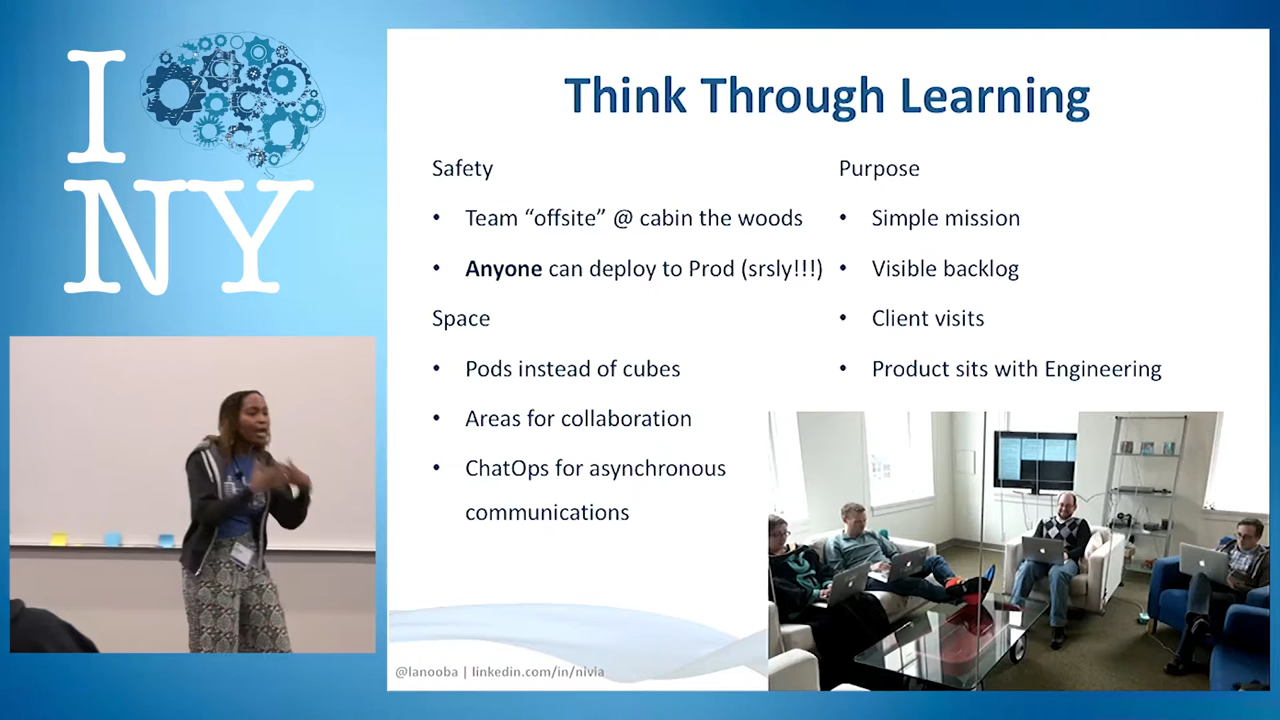 I
NY
Think Through Learning
Safety
• Team “offsite” @ cabin the woods
• Anyone can deploy to Prod (srsly!!!)
Space
• Pods instead of cubes
• Areas for collaboration
• ChatOps for asynchronous
communications
Purpose
• Simple mission
• Visible backlog
• Client visits
• Product sits with Engineering
@lanooba | linkedin.com/in/nivia